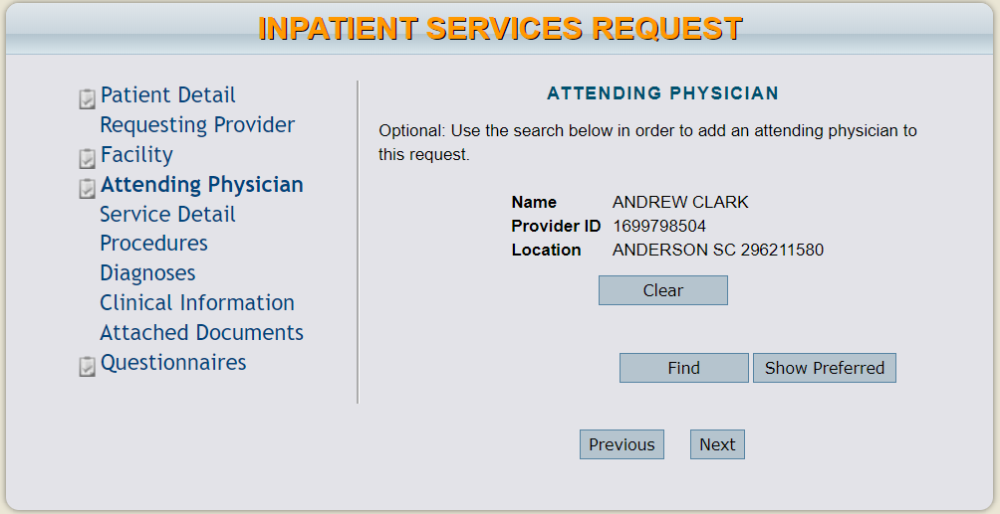 INPATIENT SERVICES REQUEST
Patient Detail
Requesting Provider
Facility
Attending Physician
Service Detail
Procedures
Diagnoses
Clinical Information
Attached Documents
Questionnaires
ATTENDING PHYSICIAN
Optional: Use the search below in order to add an attending physician to
this request.
Name ANDREW CLARK
Provider ID 1699798504
Location ANDERSON SC 296211580
Clear
Find Show Preferred
Previous Next